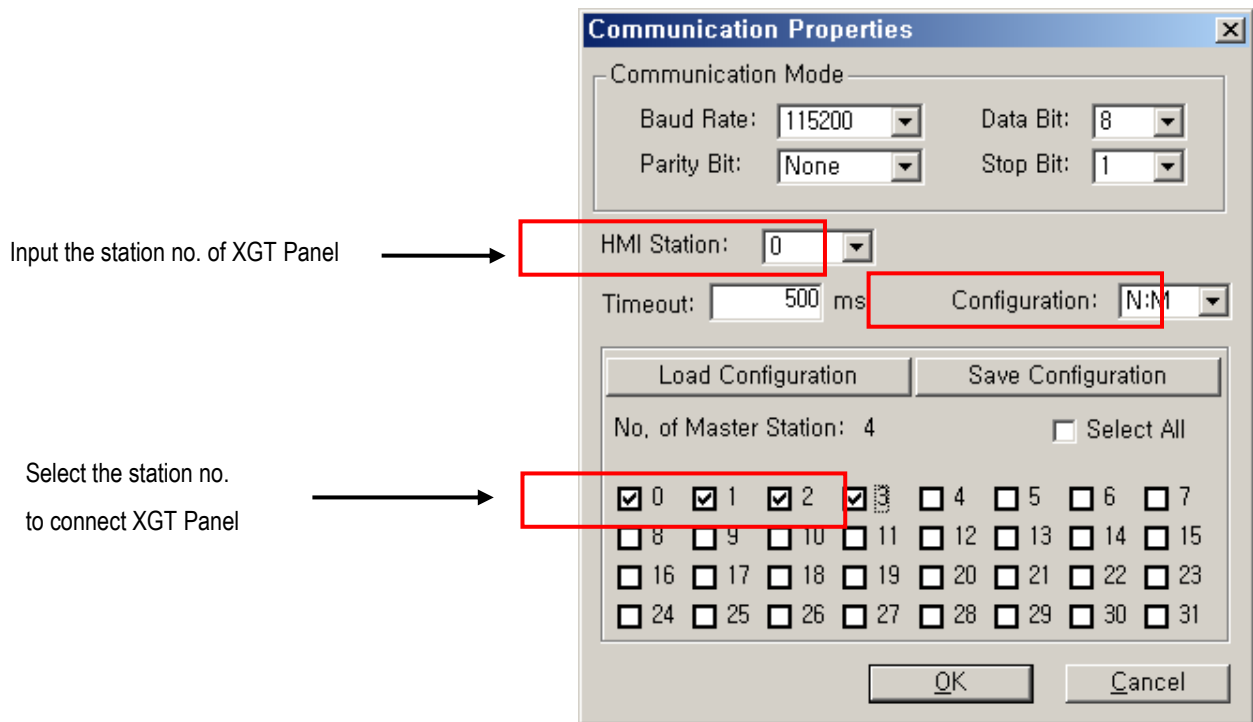 Communication Properties
Communication Mode
Baud Rate: 115200 Data Bit: 8
Parity Bit: None Stop Bit: 1
Input the station no. of XGT Panel
HMI Station: 0
Timeout: 500 ms Configuration: N:M
Load Configuration Save Configuration
No. of Master Station: 4 Select All
Select the station no.
to connect XGT Panel
0 1 2 3 4 5 6 7
8 9 10 11 12 13 14 15
16 17 18 19 20 21 22 23
24 25 26 27 28 29 30 31
OK Cancel